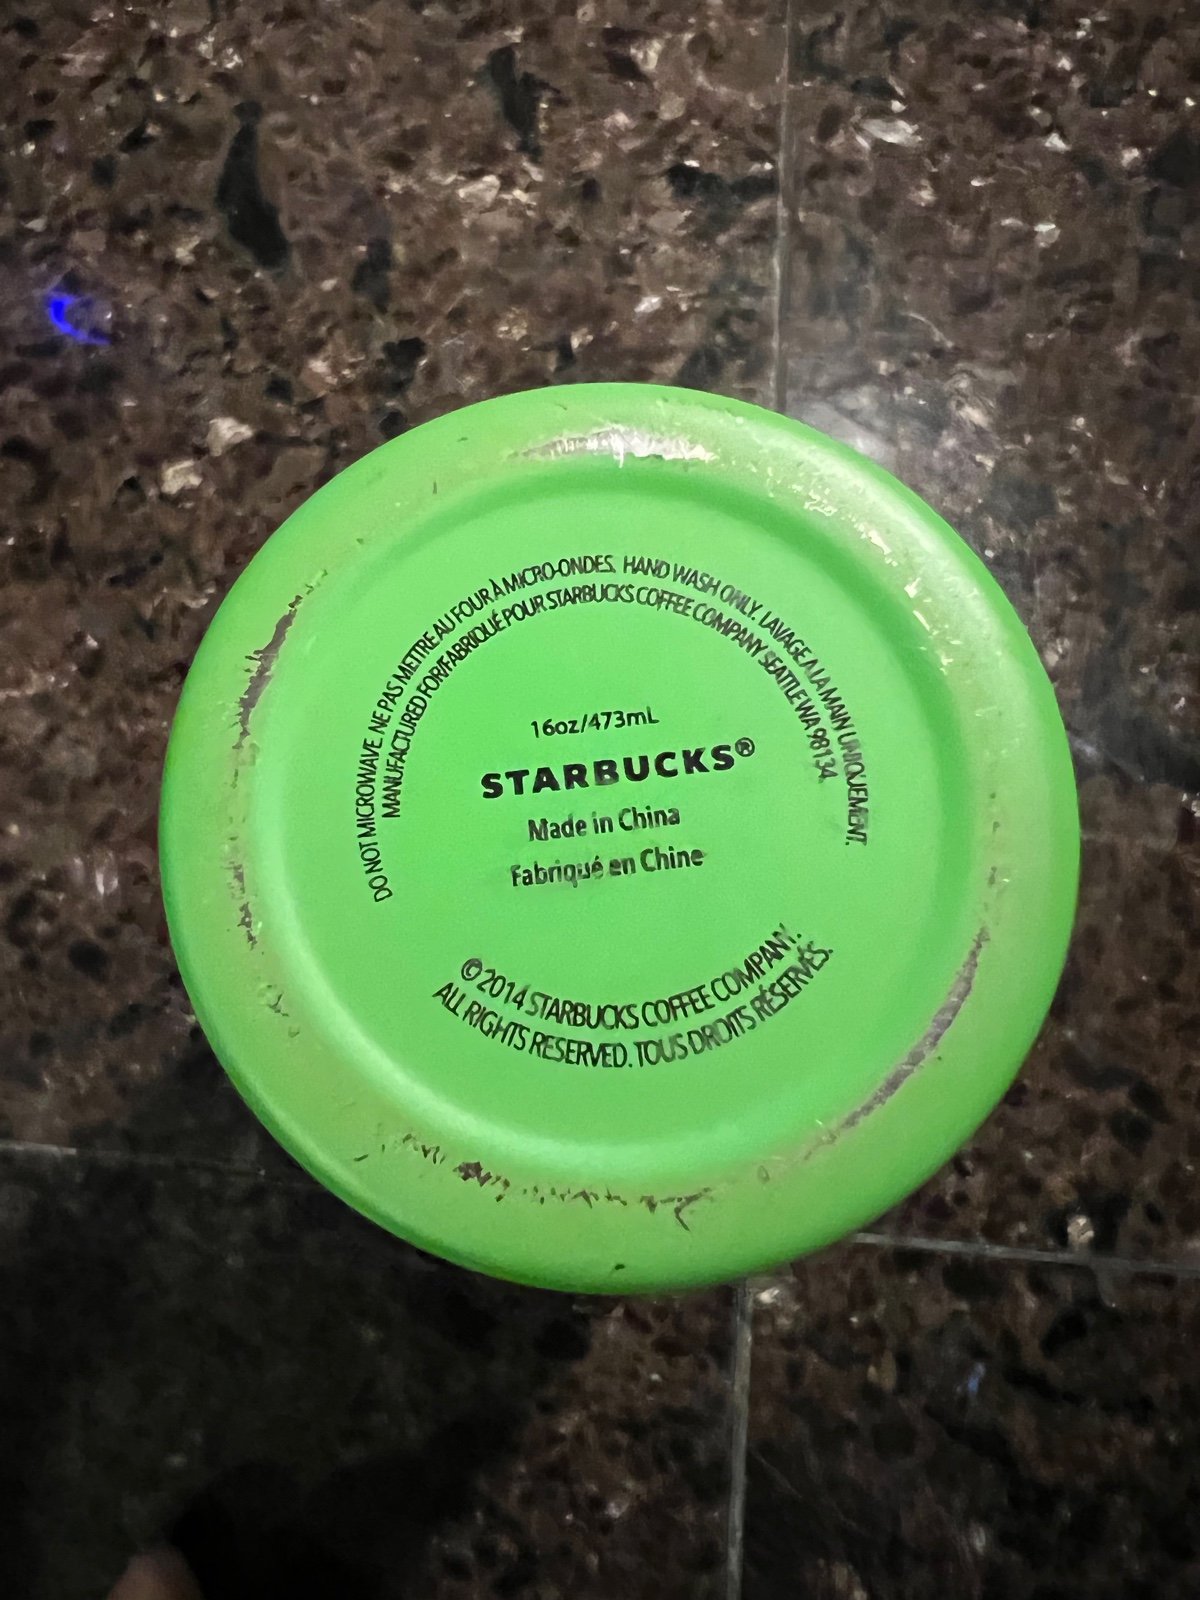 DO NOT MICROWAVE. NE PAS METTRE AU FOUR À MICRO-ONDES. HAND WASH ONLY. LAVAGE À LA MAIN UNIQUEMENT.
MANUFACTURED FOR/FABRIQUÉ POUR STARBUCKS COFFEE COMPANY SEATTLE WA 98134.
16oz/473mL
STARBUCKS®
Made in China
Fabriqué en Chine
© 2014 STARBUCKS COFFEE COMPANY.
ALL RIGHTS RESERVED. TOUS DROITS RÉSERVÉS.